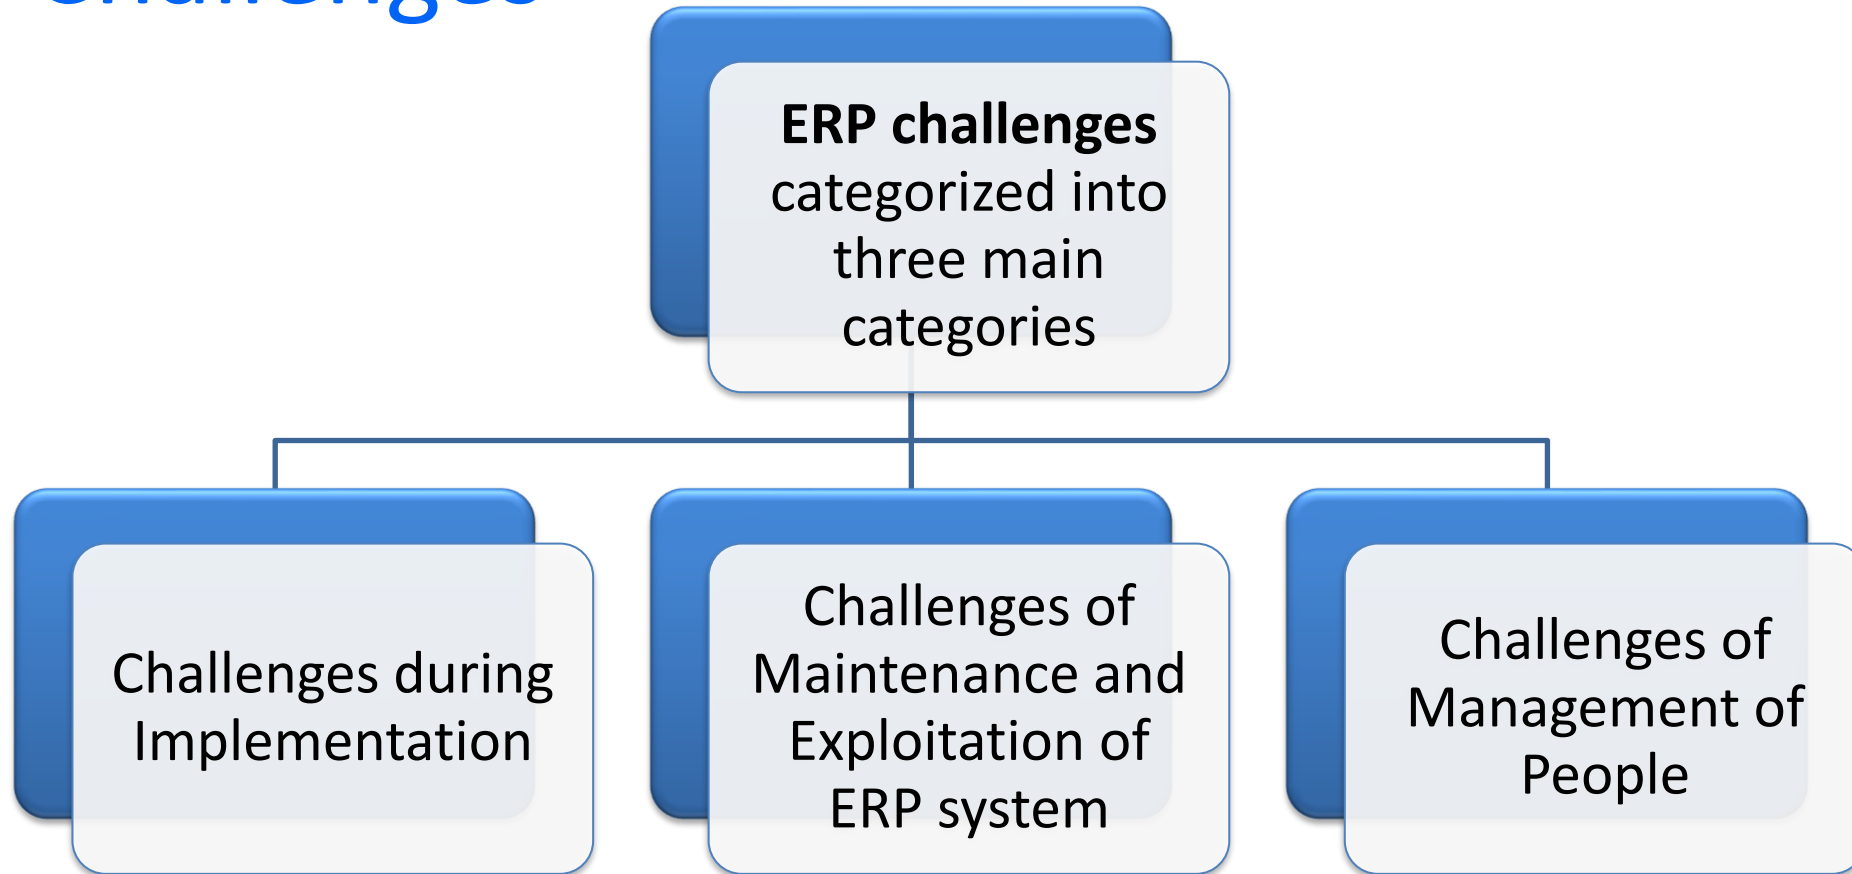 Challenges
ERP challenges
categorized into
three main
categories
Challenges during
Implementation
Challenges of
Maintenance and
Exploitation of
ERP system
Challenges of
Management of
People